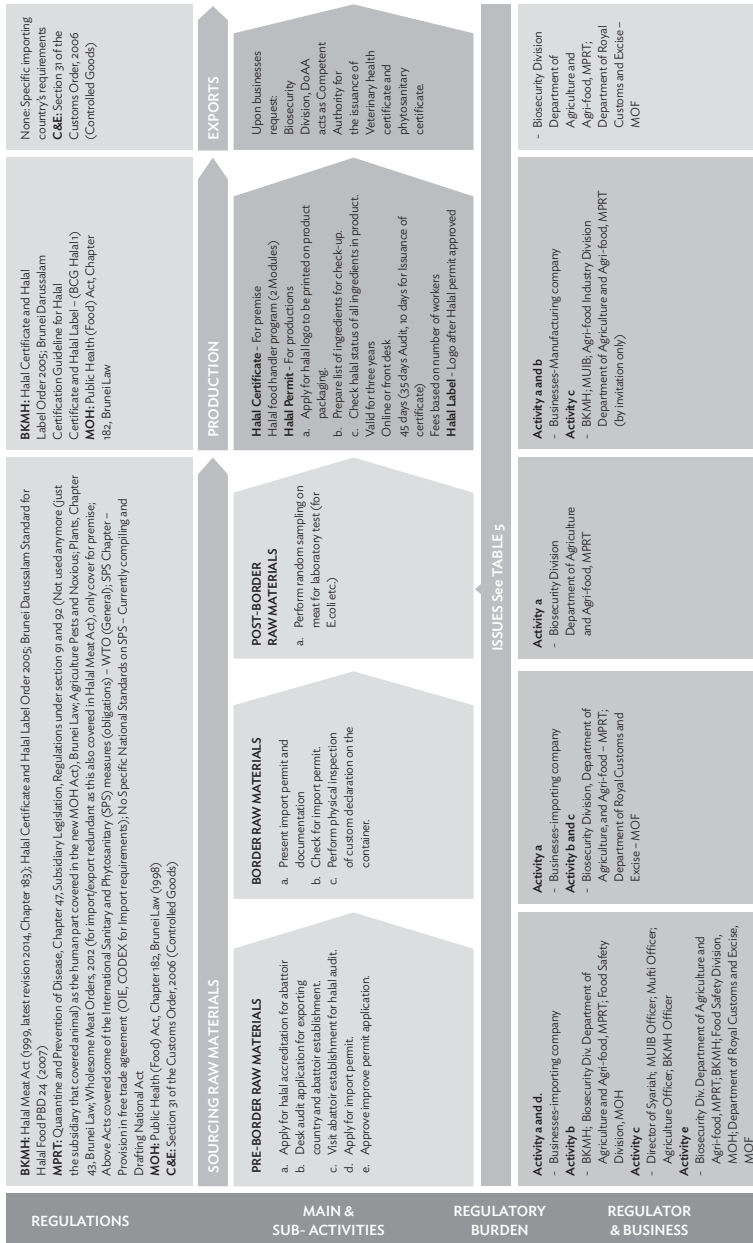 REGULATIONS
BKMH: Halal Meat Act (1999, latest revision 2014, Chapter 183); Halal Certificate and Halal Label Order 2005; Brunei Darussalam Standard for
Halal Food PBD 24 (2007)
MPRT: Quarantine and Prevention of Disease, Chapter 47, Subsidiary Legislation, Regulations under section 91 and 92 (Not used anymore (just
the subsidiary that covered animal) as the human part covered in the new MOH Act), Brunei Law; Agriculture Pests and Noxious; Plants, Chapter
43, Brunei Law; Wholesome Meat Orders, 2012 (for import/export redundant as this also covered in Halal Meat Act), only cover for premise;
Above Acts covered some of the International Sanitary and Phytosanitary (SPS) measures (obligations) – WTO (General); SPS Chapter –
Provision in free trade agreement (OIE, CODEX for Import requirements); No Specific National Standards on SPS – Currently compiling and
Drafting National Act
MOH: Public Health (Food) Act, Chapter 182, Brunei Law (1998)
C&E: Section 31 of the Customs Order, 2006 (Controlled Goods)
BKMH: Halal Certificate and Halal
Label Order 2005; Brunei Darussalam
Certification Guideline for Halal
Certificate and Halal Label – (BCG Halal 1)
MOH: Public Health (Food) Act, Chapter
182, Brunei Law
None: Specific importing
country's requirements
C&E: Section 31 of the
Customs Order, 2006
(Controlled Goods)
SOURCING RAW MATERIALS
PRODUCTION
EXPORTS
MAIN &
SUB- ACTIVITIES
PRE-BORDER RAW MATERIALS
a. Apply for halal accreditation for abattoir
b. Desk audit application for exporting
country and abattoir establishment.
c. Visit abattoir establishment for halal audit.
d. Apply for import permit.
e. Approve improve permit application.
BORDER RAW MATERIALS
a. Present import permit and
documentation
b. Check for import permit.
c. Perform physical inspection
of custom declaration on the
container.
POST-BORDER
RAW MATERIALS
a. Perform random sampling on
meat for laboratory test (for
E.coli etc.)
Halal Certificate - For premise
Halal food handler program (2 Modules)
Halal Permit - For productions
a. Apply for halal logo to be printed on product
packaging.
b. Prepare list of ingredients for check-up.
c. Check halal status of all ingredients in product.
Valid for three years
Online or front desk
45 days (35 days Audit, 10 days for Issuance of
certificate)
Fees based on number of workers
Halal Label - Logo after Halal permit approved
Upon businesses
request:
Biosecurity
Division, DoAA
acts as Competent
Authority for
the issuance of
Veterinary health
certificate and
phytosanitary
certificate.
REGULATORY
BURDEN
ISSUES See TABLE 5
REGULATOR
& BUSINESS
Activity a and d.
- Businesses-importing company
Activity b
- BKMH; Biosecurity Div. Department of
Agriculture and Agri-food, MPRT; Food Safety
Division, MOH
Activity c
- Director of Syariah; MUIB Officer; Mufti Officer;
Agriculture Officer; BKMH Officer
Activity e
- Biosecurity Div. Department of Agriculture and
Agri-food, MPRT; BKMH; Food Safety Division,
MOH; Department of Royal Customs and Excise,
MOF
Activity a
- Businesses-importing company
Activity b and c
- Biosecurity Division, Department of
Agriculture, and Agri-food – MPRT;
Department of Royal Customs and
Excise – MOF
Activity a
- Biosecurity Division
Department of Agriculture
and Agri-food, MPRT
Activity a and b
- Businesses-Manufacturing company
Activity c
- BKMH; MUIB; Agri-food Industry Division
Department of Agriculture and Agri-food, MPRT
(by invitation only)
- Biosecurity Division
Department of
Agriculture and
Agri-food, MPRT;
Department of Royal
Customs and Excise –
MOF